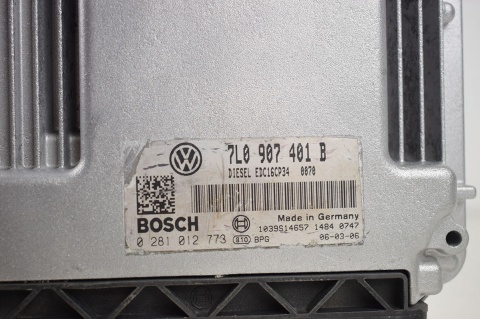 7L0 907 401 B
DIESEL EDC16CP34 0070
BOSCH
Made in Germany
1039S14657 1484 0747
0 281 012 773 810 BPG 06-03-06